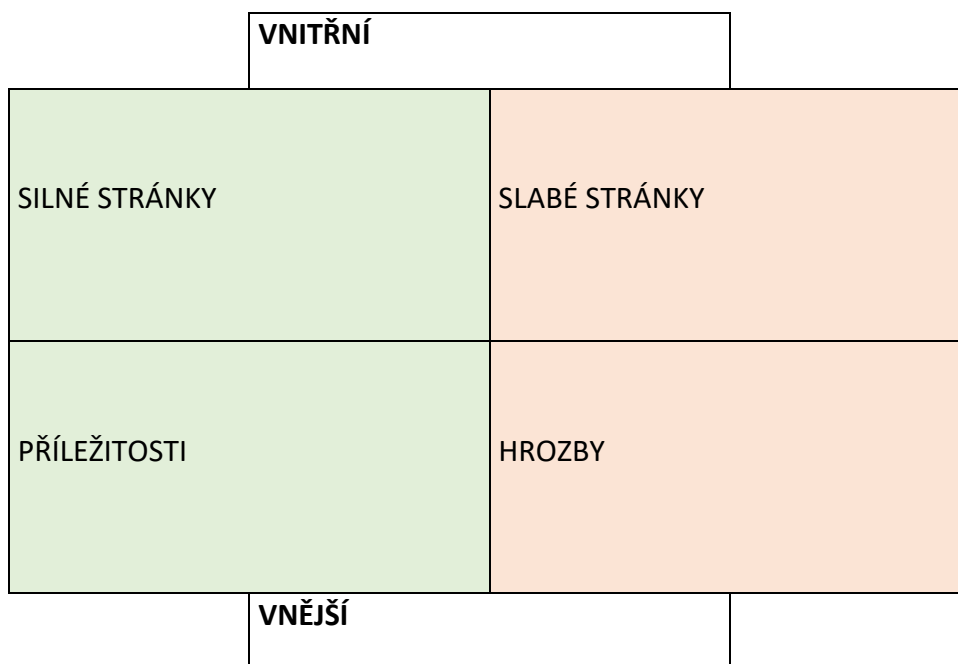 VNITŘNÍ
SILNÉ STRÁNKY
SLABÉ STRÁNKY
PŘÍLEŽITOSTI
HROZBY
VNĚJŠÍ